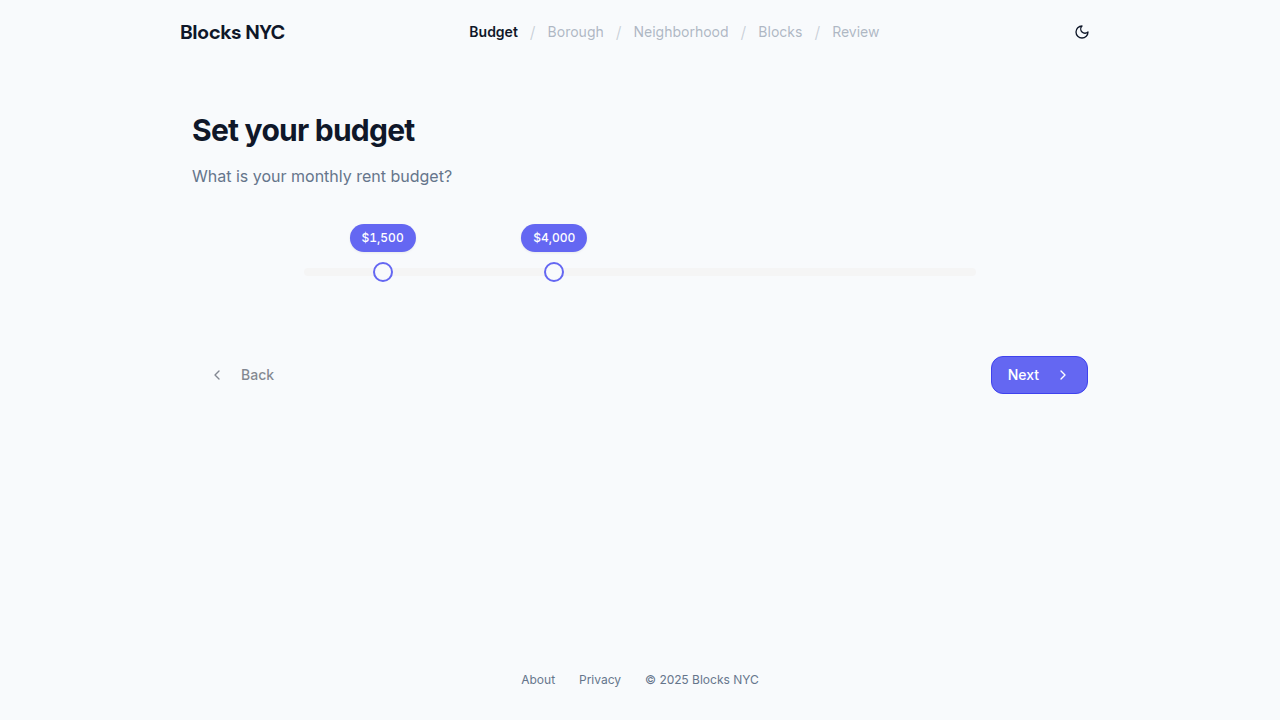 Blocks NYC
Budget / Borough / Neighborhood / Blocks / Review
Set your budget
What is your monthly rent budget?
$1,500 $4,000
Back Next
About Privacy © 2025 Blocks NYC